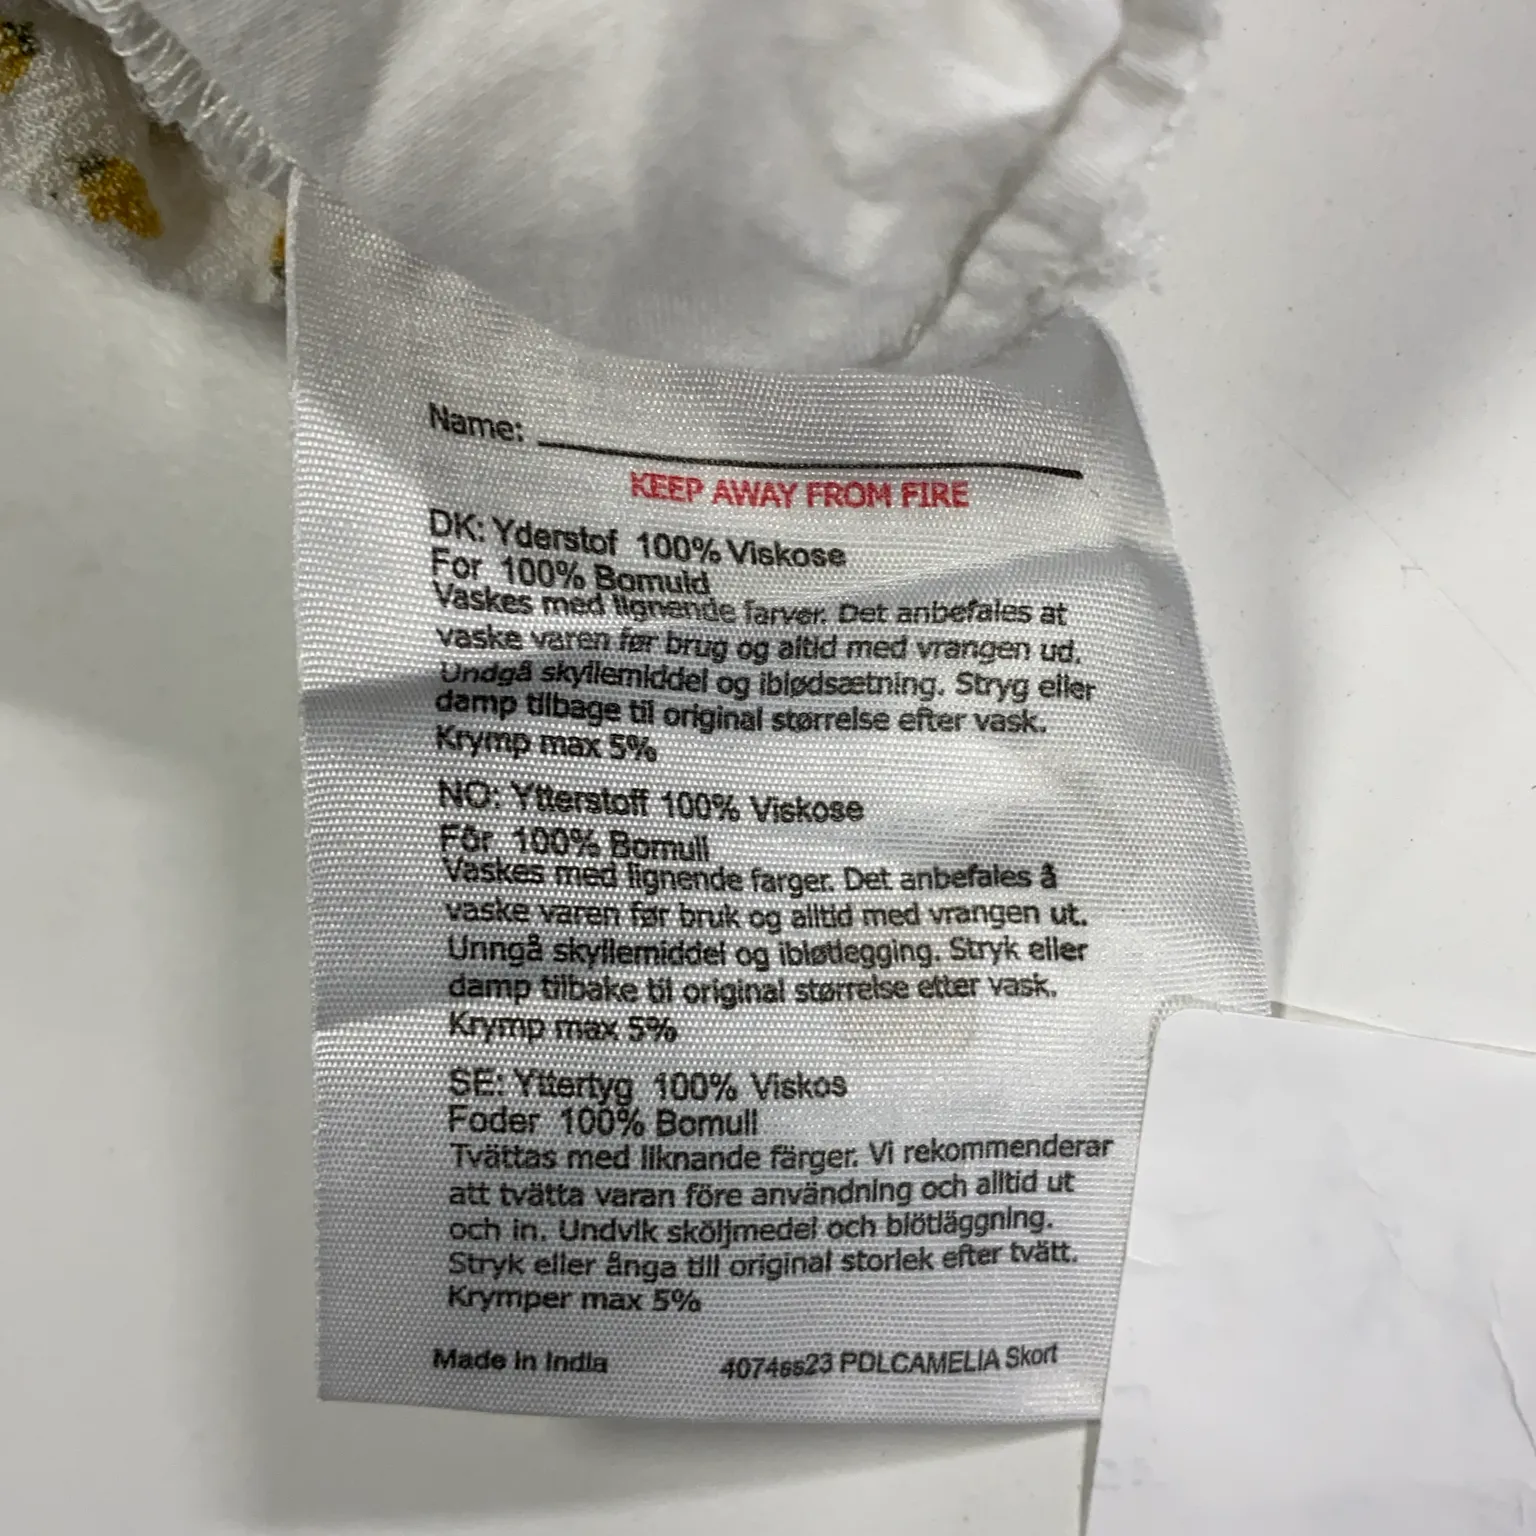 Name:
KEEP AWAY FROM FIRE
DK: Yderstof 100% Viskose
For 100% Bomuld
Vaskes med lignende farver. Det anbefales at
vaske varen før brug og altid med vrangen ud.
Undgå skyllemiddel og iblødsætning. Stryg eller
damp tilbage til original størrelse efter vask.
Krymp max 5%
NO: Ytterstoff 100% Viskose
Fôr 100% Bomull
Vaskes med lignende farger. Det anbefales å
vaske varen før bruk og alltid med vrangen ut.
Unngå skyllemiddel og ibløtlegging. Stryk eller
damp tilbake til original størrelse etter vask.
Krymp max 5%
SE: Yttertyg 100% Viskos
Foder 100% Bomull
Tvättas med liknande färger. Vi rekommenderar
att tvätta varan före användning och alltid ut
och in. Undvik sköljmedel och blötläggning.
Stryk eller ånga till original storlek efter tvätt.
Krymper max 5%
Made in India 4074ss23 PDLCAMELIA Skort